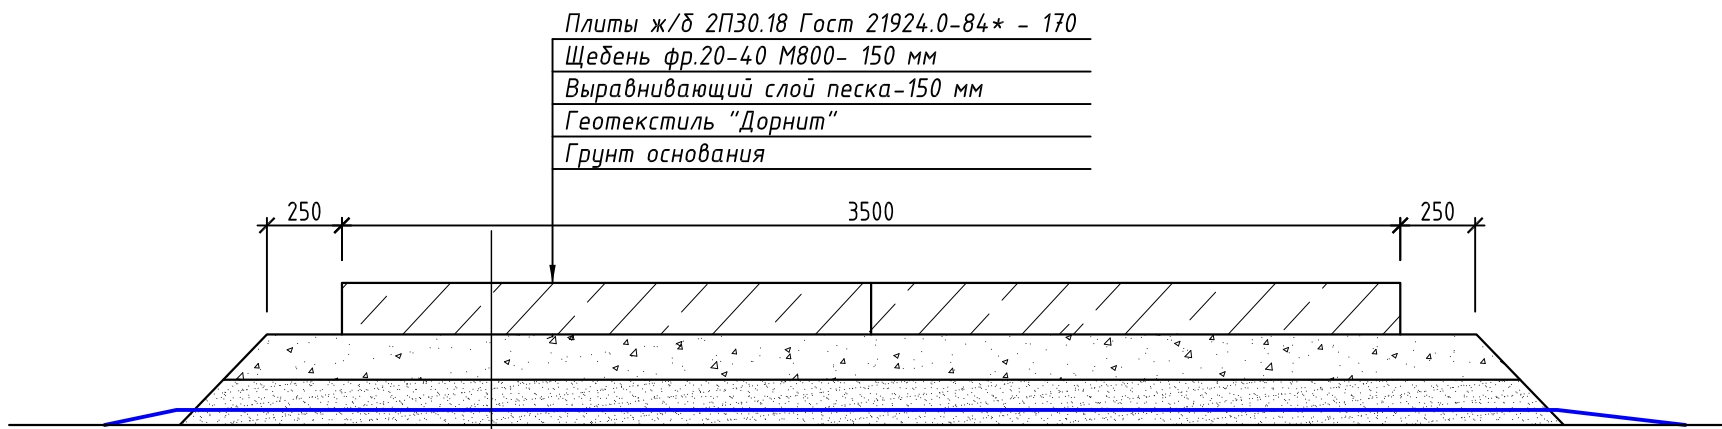 Плиты ж/б 2П30.18 Гост 21924.0-84* - 170
Щебень фр.20-40 М800- 150 мм
Выравнивающий слой песка-150 мм
Геотекстиль "Дорнит"
Грунт основания
250 3500 250